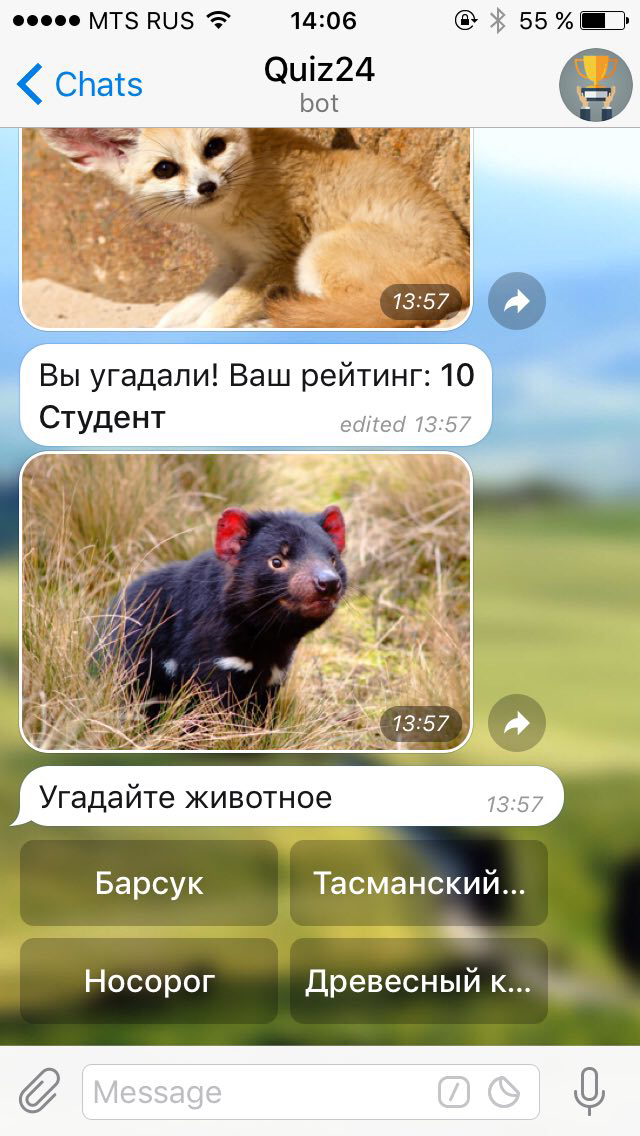 MTS RUS 14:06 55 %
Chats Quiz24
bot
13:57
Вы угадали! Ваш рейтинг: 10
Студент edited 13:57
13:57
Угадайте животное 13:57
Барсук Тасманский...
Носорог Древесный к...
Message